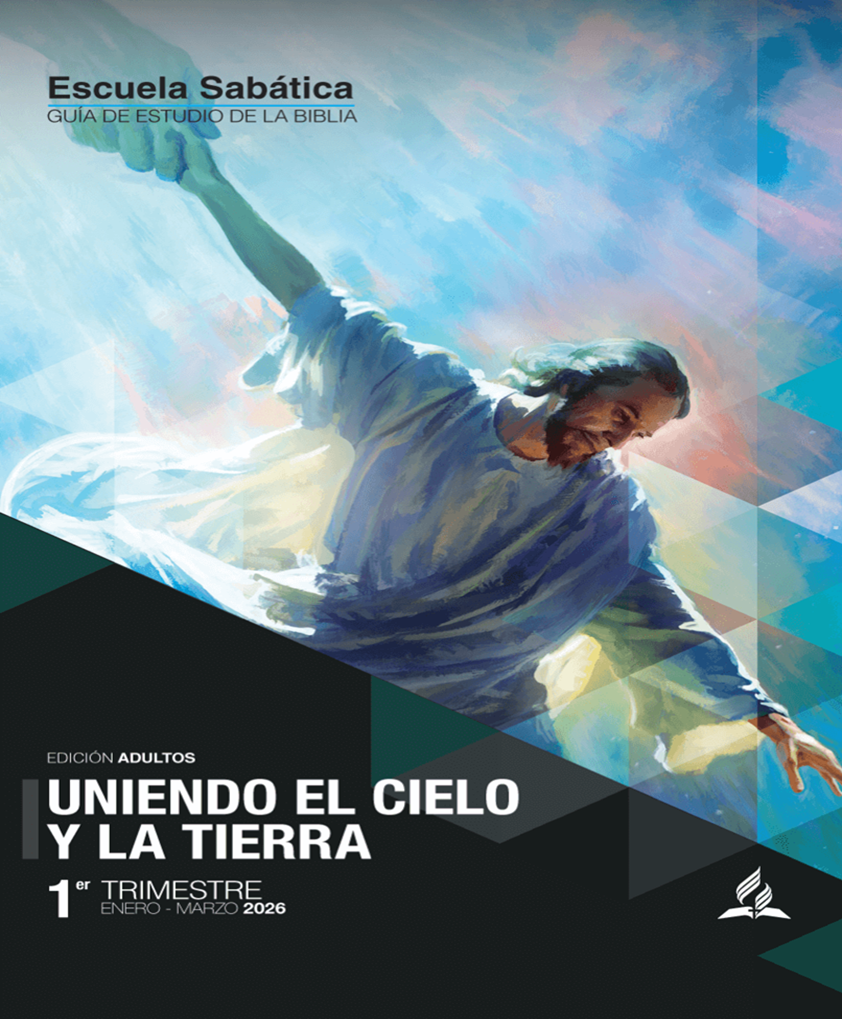 Escuela Sabática
GUÍA DE ESTUDIO DE LA BIBLIA
EDICIÓN ADULTOS
UNIENDO EL CIELO
Y LA TIERRA
1er TRIMESTRE
ENERO - MARZO 2026